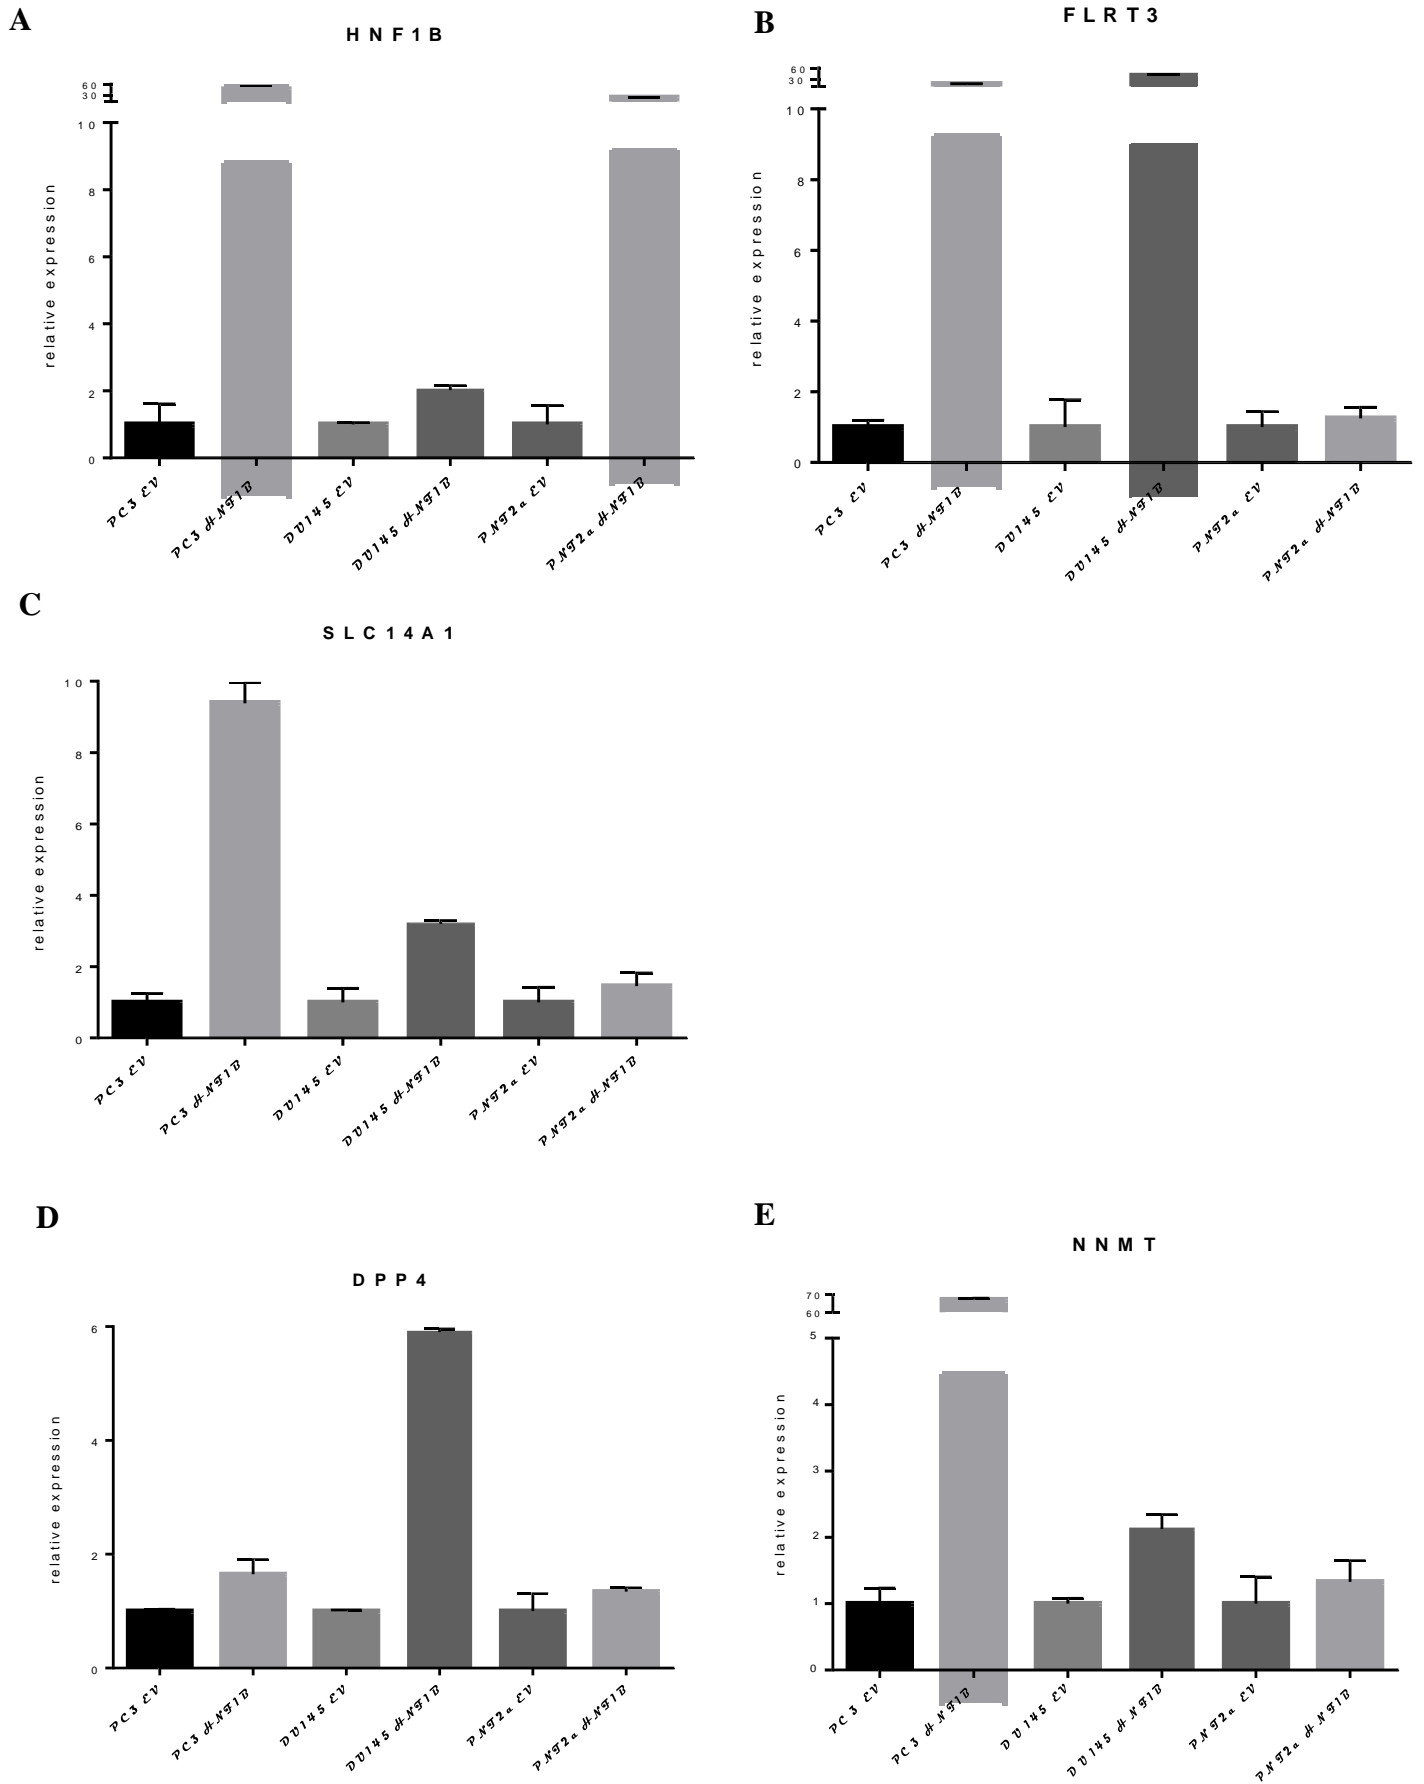 A
HNF1B
60
30
10
8
6
4
2
0
relative expression
PC3 EV
PC3 HNF1B
DU145 EV
DU145 HNF1B
PNT2a EV
PNT2a HNF1B
B
FLRT3
60
30
10
8
6
4
2
0
relative expression
PC3 EV
PC3 HNF1B
DU145 EV
DU145 HNF1B
PNT2a EV
PNT2a HNF1B
C
SLC14A1
10
8
6
4
2
0
relative expression
PC3 EV
PC3 HNF1B
DU145 EV
DU145 HNF1B
PNT2a EV
PNT2a HNF1B
D
DPP4
6
4
2
0
relative expression
PC3 EV
PC3 HNF1B
DU145 EV
DU145 HNF1B
PNT2a EV
PNT2a HNF1B
E
NNMT
70
60
5
4
3
2
1
0
relative expression
PC3 EV
PC3 HNF1B
DU145 EV
DU145 HNF1B
PNT2a EV
PNT2a HNF1B